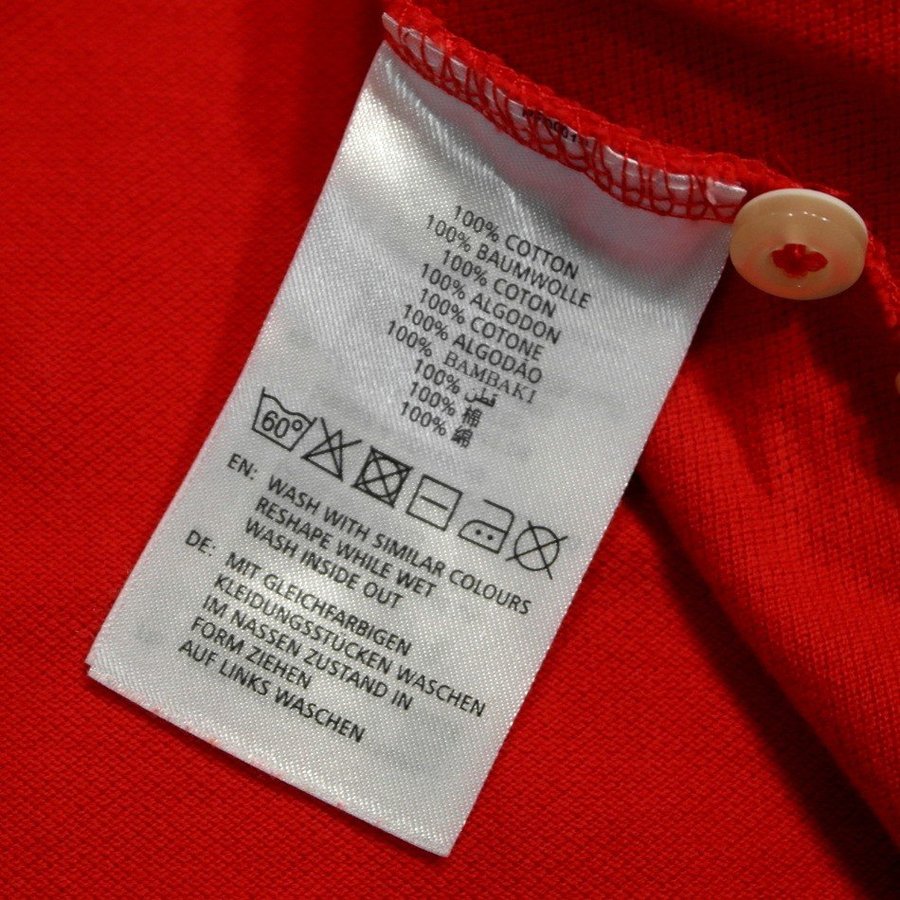 100% COTTON
100% BAUMWOLLE
100% COTON
100% ALGODON
100% COTONE
100% ALGODÃO
100% BAMBAKI
100% قطن
100% 棉
100% 綿
60°
EN: WASH WITH SIMILAR COLOURS
RESHAPE WHILE WET
WASH INSIDE OUT
DE: MIT GLEICHFARBIGEN
KLEIDUNGSSTÜCKEN WASCHEN
IM NASSEN ZUSTAND IN
FORM ZIEHEN
AUF LINKS WASCHEN